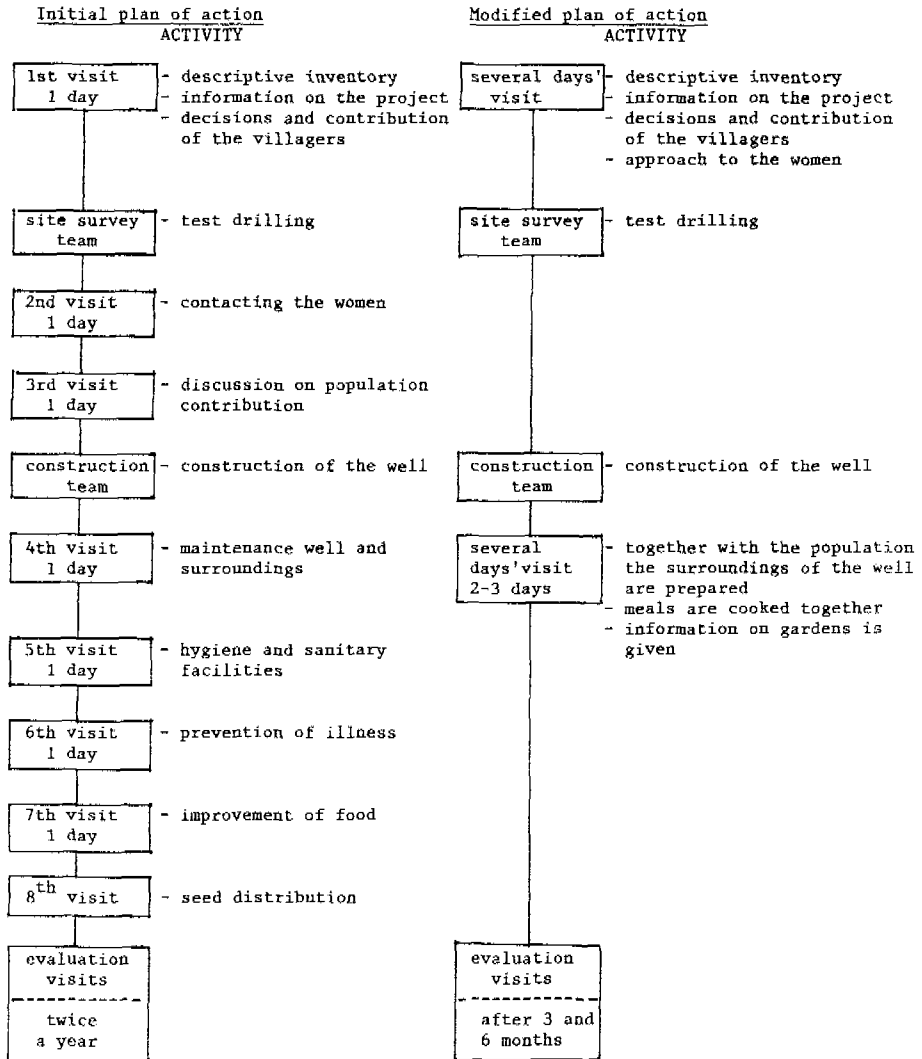 Initial plan of action
ACTIVITY
1st visit
1 day
- descriptive inventory
- information on the project
- decisions and contribution
of the villagers
site survey
team
- test drilling
2nd visit
1 day
- contacting the women
3rd visit
1 day
- discussion on population
contribution
construction
team
- construction of the well
4th visit
1 day
- maintenance well and
surroundings
5th visit
1 day
- hygiene and sanitary
facilities
6th visit
1 day
- prevention of illness
7th visit
1 day
- improvement of food
8th visit
- seed distribution
evaluation
visits
twice
a year
Modified plan of action
ACTIVITY
several days'
visit
- descriptive inventory
- information on the project
- decisions and contribution
of the villagers
- approach to the women
site survey
team
- test drilling
construction
team
- construction of the well
several
days'visit
2-3 days
- together with the population
the surroundings of the well
are prepared
- meals are cooked together
- information on gardens is
given
evaluation
visits
after 3 and
6 months